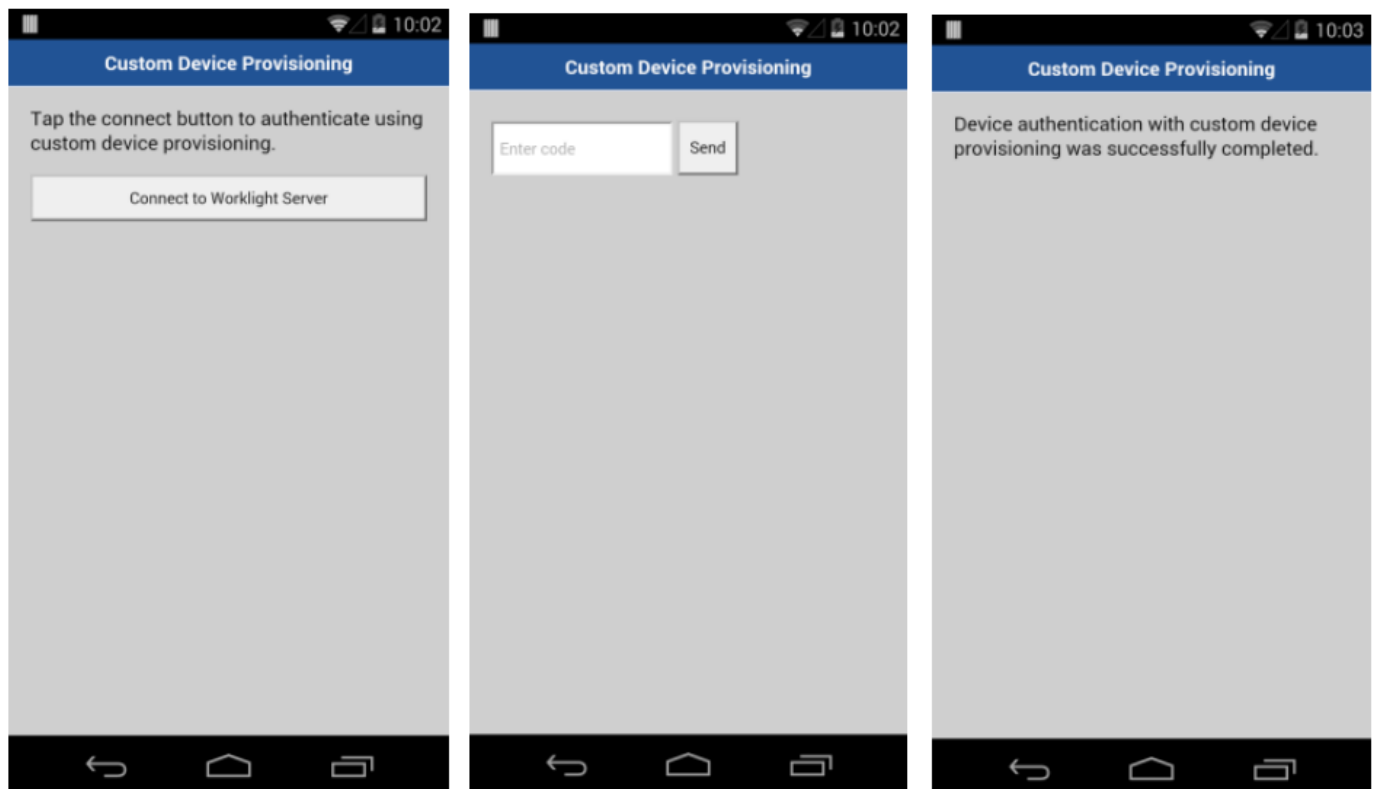 10:02
Custom Device Provisioning
Tap the connect button to authenticate using
custom device provisioning.
Connect to Worklight Server
10:02
Custom Device Provisioning
Enter code
Send
10:03
Custom Device Provisioning
Device authentication with custom device
provisioning was successfully completed.